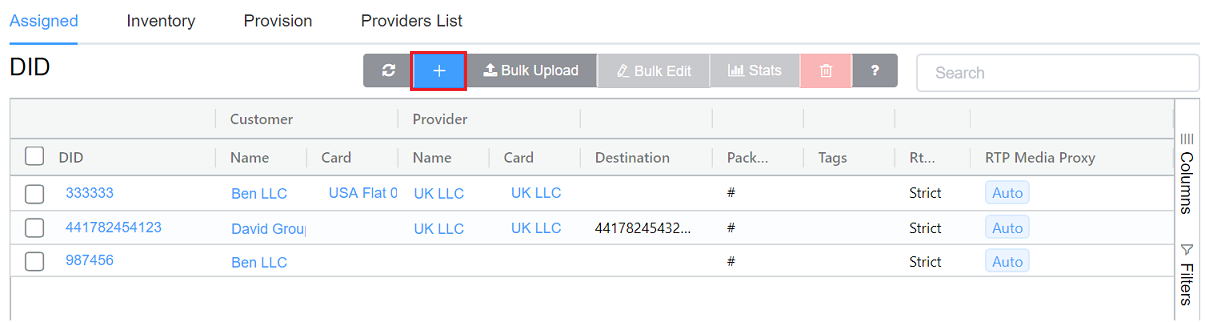 Assigned Inventory Provision Providers List
DID + Bulk Upload Bulk Edit Stats ? Search
Customer Provider
DID Name Card Name Card Destination Pack... Tags Rt... RTP Media Proxy
333333 Ben LLC USA Flat 0 UK LLC UK LLC # Strict Auto
441782454123 David Group UK LLC UK LLC 44178245432... # Strict Auto
987456 Ben LLC # Strict Auto
Columns
Filters